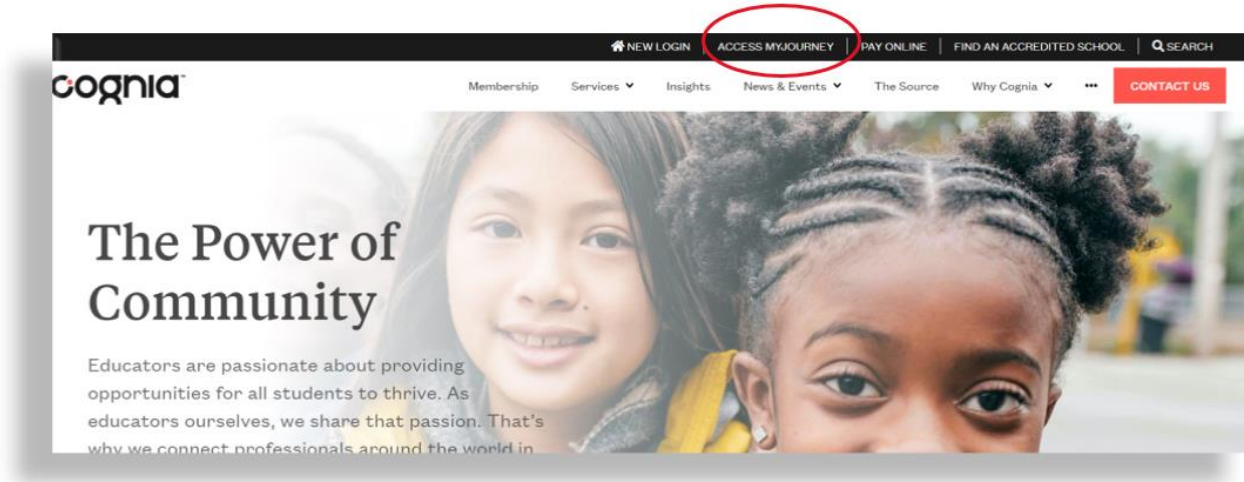 NEW LOGIN | ACCESS MYJOURNEY | PAY ONLINE | FIND AN ACCREDITED SCHOOL | SEARCH
cognia
Membership Services Insights News & Events The Source Why Cognia ••• CONTACT US
The Power of
Community
Educators are passionate about providing
opportunities for all students to thrive. As
educators ourselves, we share that passion. That's
why we connect professionals around the world in